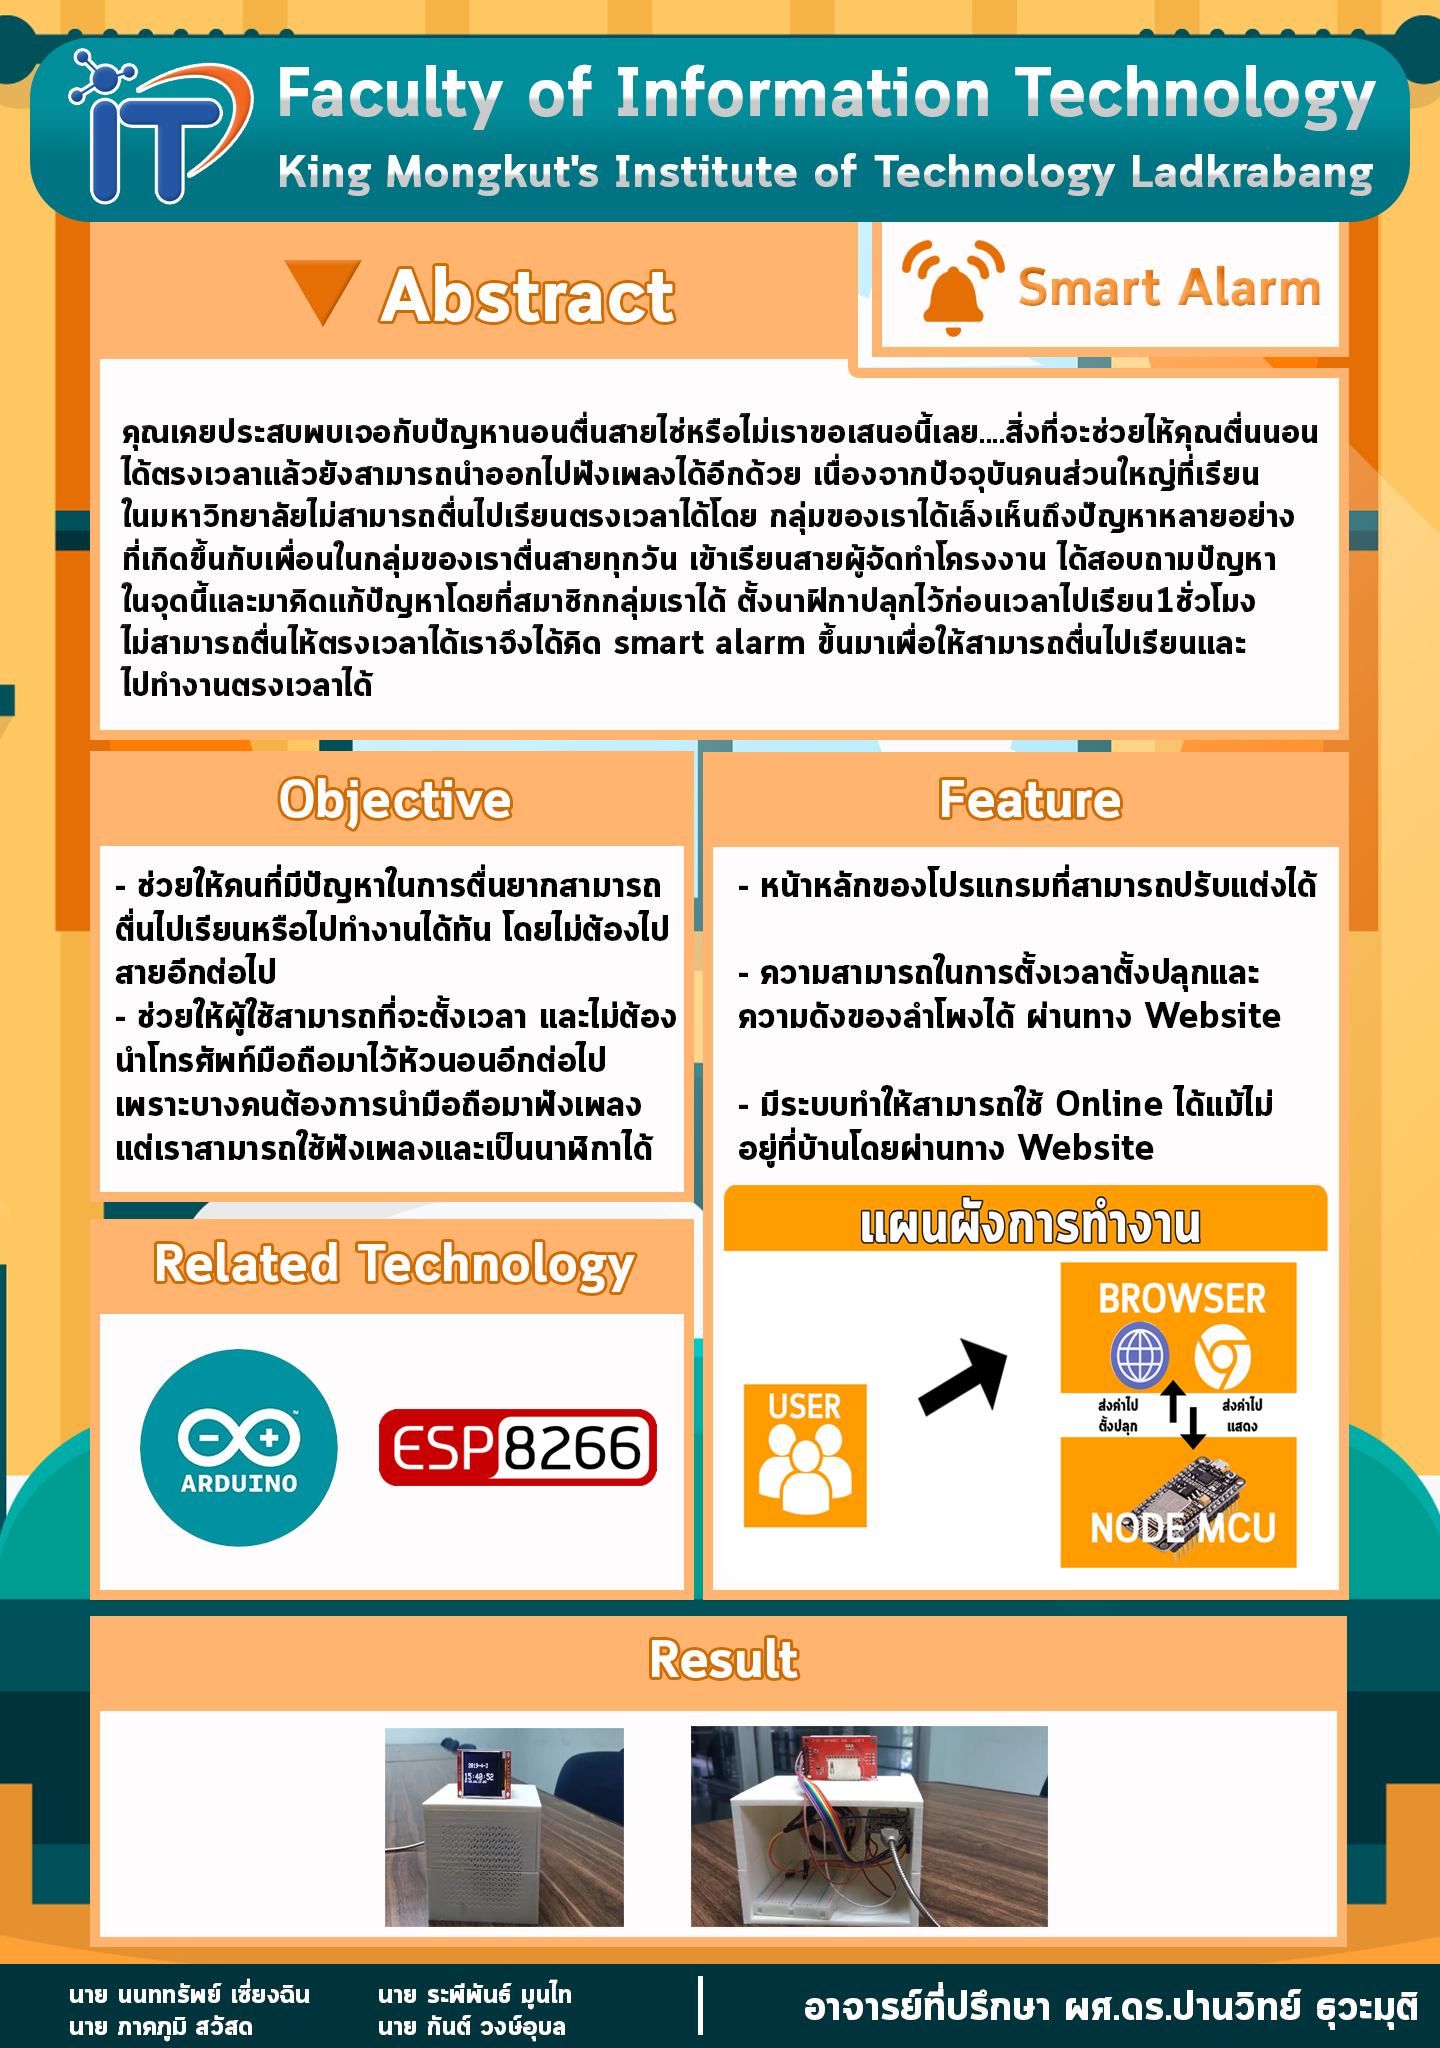 iT
Faculty of Information Technology
King Mongkut's Institute of Technology Ladkrabang
Abstract
Smart Alarm
คุณเคยประสบพบเจอกับปัญหานอนตื่นสายใช่หรือไม่เราขอเสนอนี้เลย....สิ่งที่จะช่วยให้คุณตื่นนอน
ได้ตรงเวลาแล้วยังสามารถนำออกไปฟังเพลงได้อีกด้วย เนื่องจากปัจจุบันคนส่วนใหญ่ที่เรียน
ในมหาวิทยาลัยไม่สามารถตื่นไปเรียนตรงเวลาได้โดย กลุ่มของเราได้เล็งเห็นถึงปัญหาหลายอย่าง
ที่เกิดขึ้นกับเพื่อนในกลุ่มของเราตื่นสายทุกวัน เข้าเรียนสายผู้จัดทำโครงงาน ได้สอบถามปัญหา
ในจุดนี้และมาคิดแก้ปัญหาโดยที่สมาชิกกลุ่มเราได้ ตั้งนาฬิกาปลุกไว้ก่อนเวลาไปเรียน1ชั่วโมง
ไม่สามารถตื่นให้ตรงเวลาได้เราจึงได้คิด smart alarm ขึ้นมาเพื่อให้สามารถตื่นไปเรียนและ
ไปทำงานตรงเวลาได้
Objective
- ช่วยให้คนที่มีปัญหาในการตื่นยากสามารถ
ตื่นไปเรียนหรือไปทำงานได้ทัน โดยไม่ต้องไป
สายอีกต่อไป
- ช่วยให้ผู้ใช้สามารถที่จะตั้งเวลา และไม่ต้อง
นำโทรศัพท์มือถือมาไว้หัวนอนอีกต่อไป
เพราะบางคนต้องการนำมือถือมาฟังเพลง
แต่เราสามารถใช้ฟังเพลงและเป็นนาฬิกาได้
Feature
- หน้าหลักของโปรแกรมที่สามารถปรับแต่งได้
- ความสามารถในการตั้งเวลาตั้งปลุกและ
ความดังของลำโพงได้ ผ่านทาง Website
- มีระบบทำให้สามารถใช้ Online ได้แม้ไม่
อยู่ที่บ้านโดยผ่านทาง Website
แผนผังการทำงาน
USER
BROWSER
ส่งค่าไป
ตั้งปลุก
ส่งค่าไป
แสดง
NODE MCU
Related Technology
ARDUINO
™
ESP8266
Result
2019-4-3
15:40:52
นาย นนททรัพย์ เซี่ยงฉิน
นาย ภาคภูมิ สวัสด
นาย ระพีพันธ์ มูนไท
นาย กันต์ วงษ์อุบล
อาจารย์ที่ปรึกษา ผศ.ดร.ปานวิทย์ ธุวะนุติ